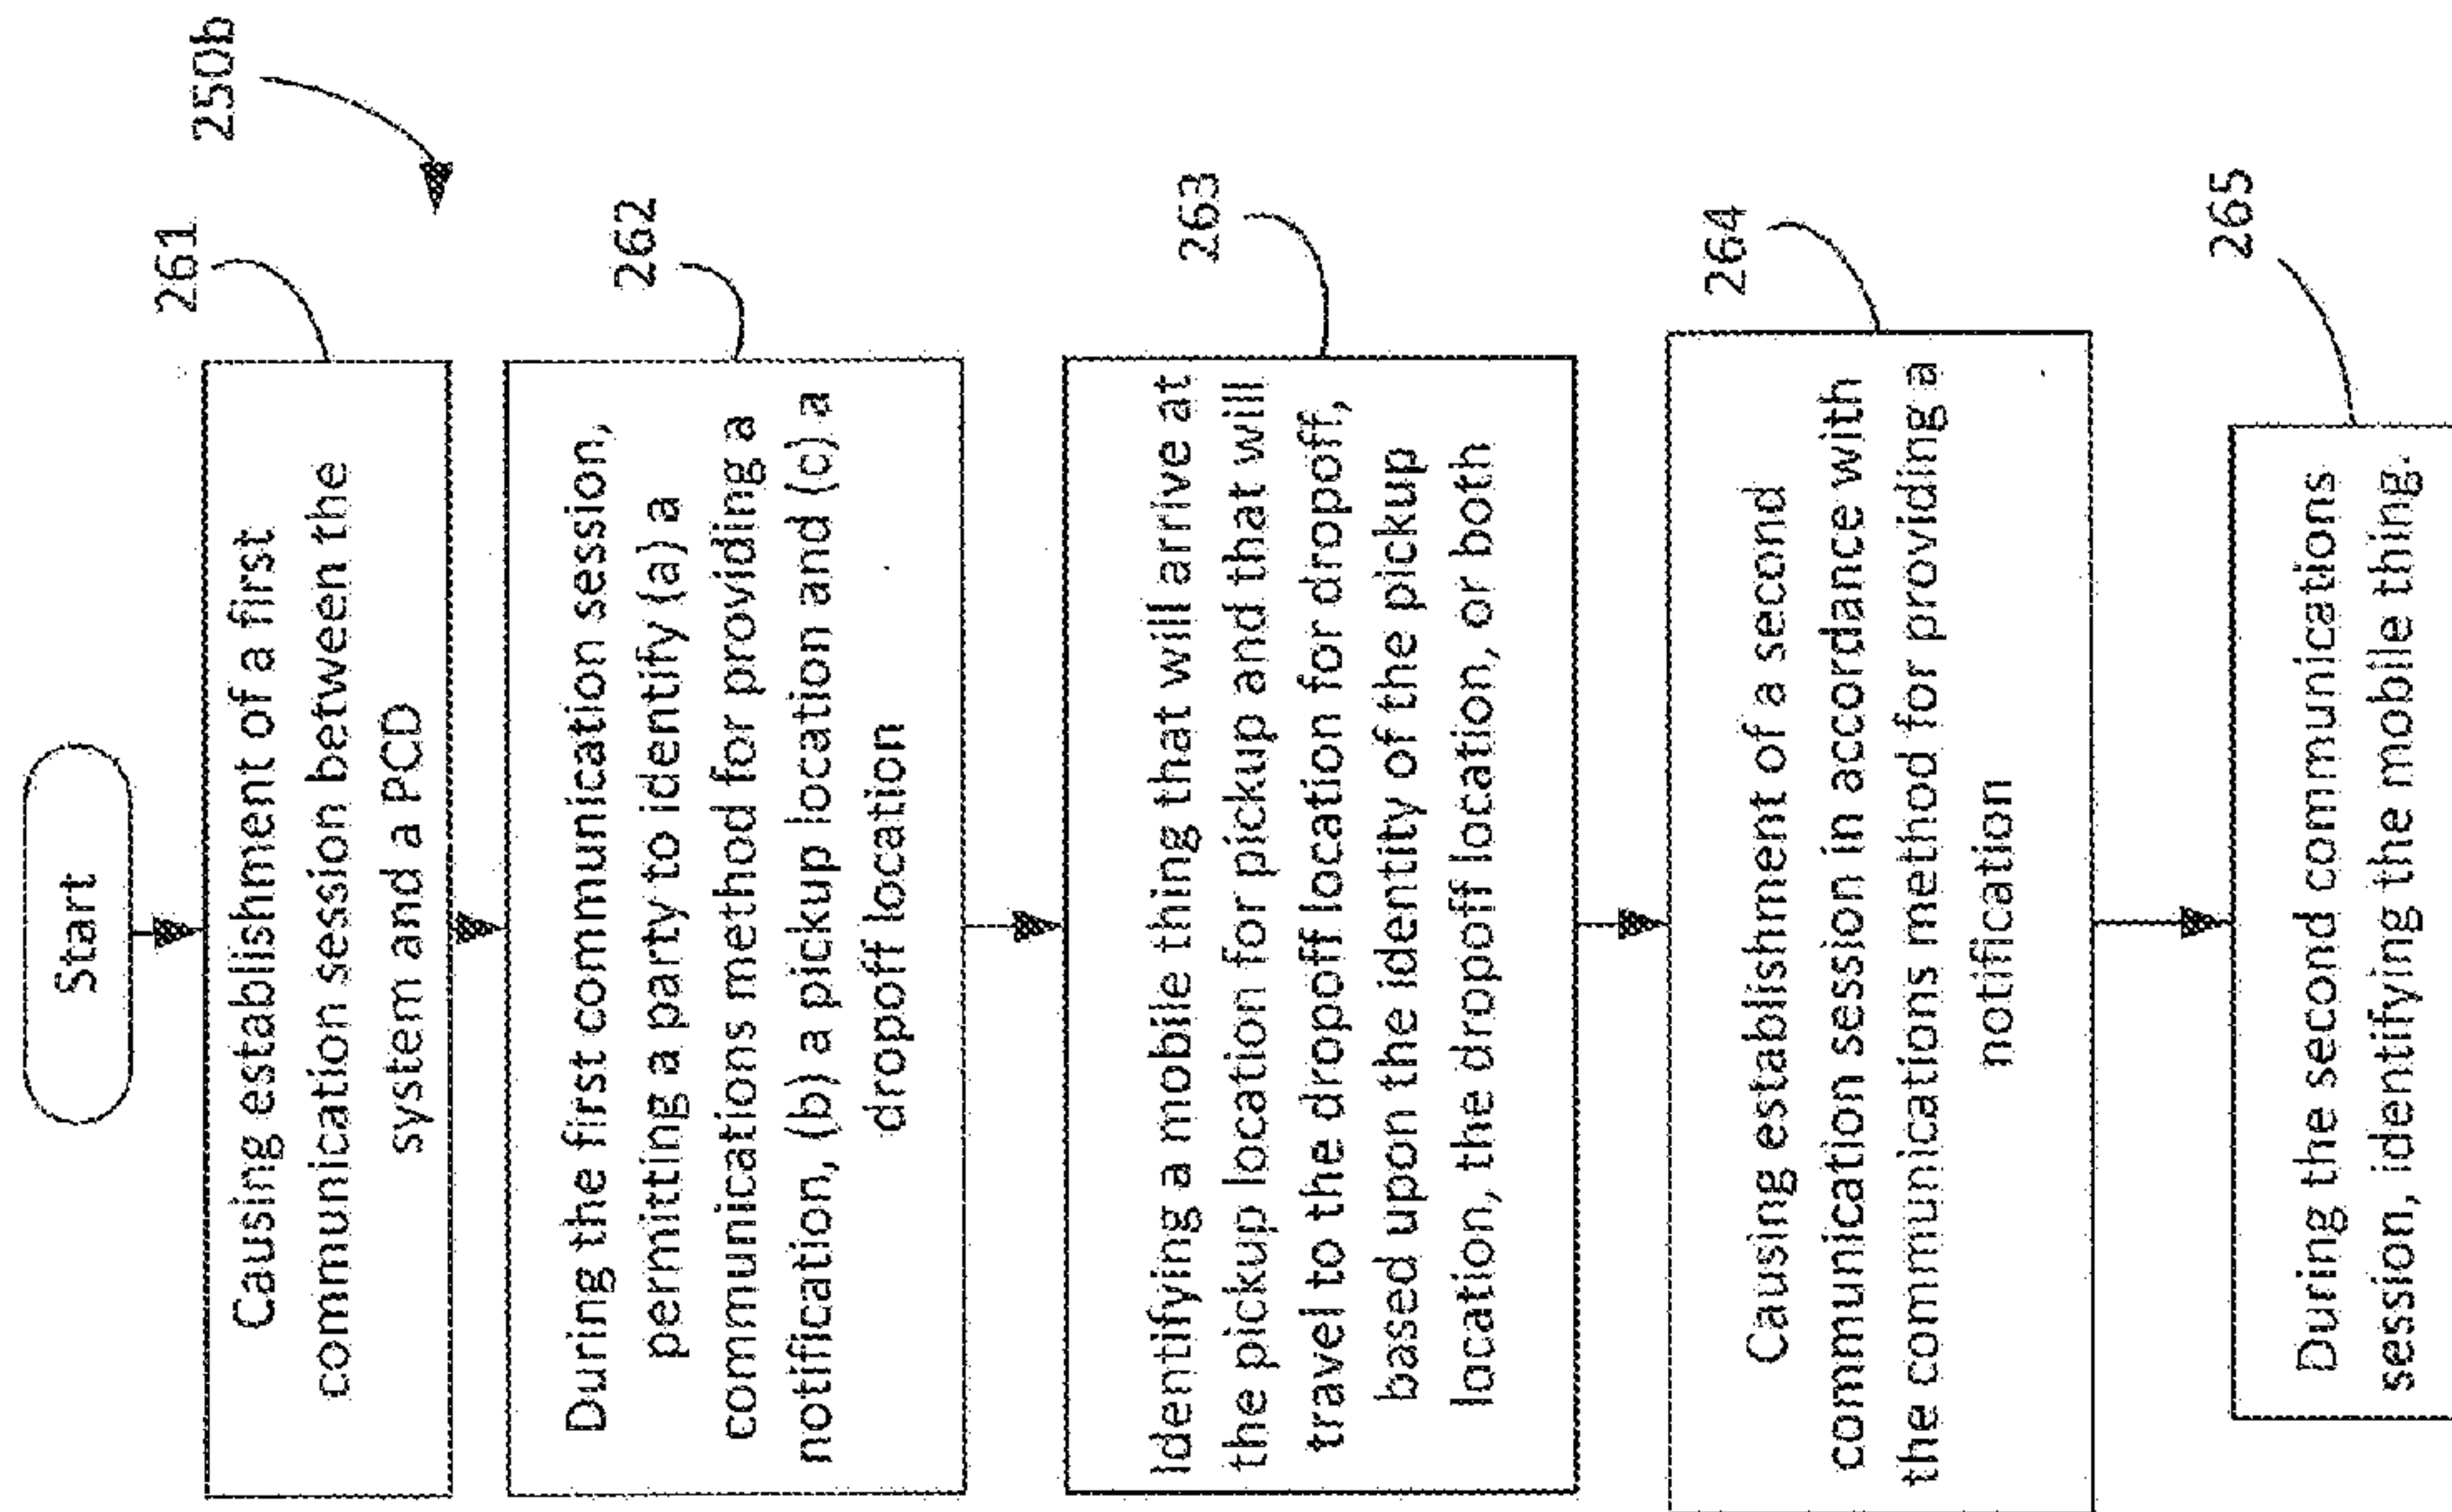 250b
Start
261
Causing establishment of a first
communication session between the
system and a PCD
262
During the first communication session,
permitting a party to identify (a) a
communications method for providing a
notification, (b) a pickup location and (c) a
dropoff location
263
Identifying a mobile thing that will arrive at
the pickup location for pickup and that will
travel to the dropoff location for dropoff,
based upon the identity of the pickup
location, the dropoff location, or both
264
Causing establishment of a second
communication session in accordance with
the communications method for providing a
notification
265
During the second communications
session, identifying the mobile thing.